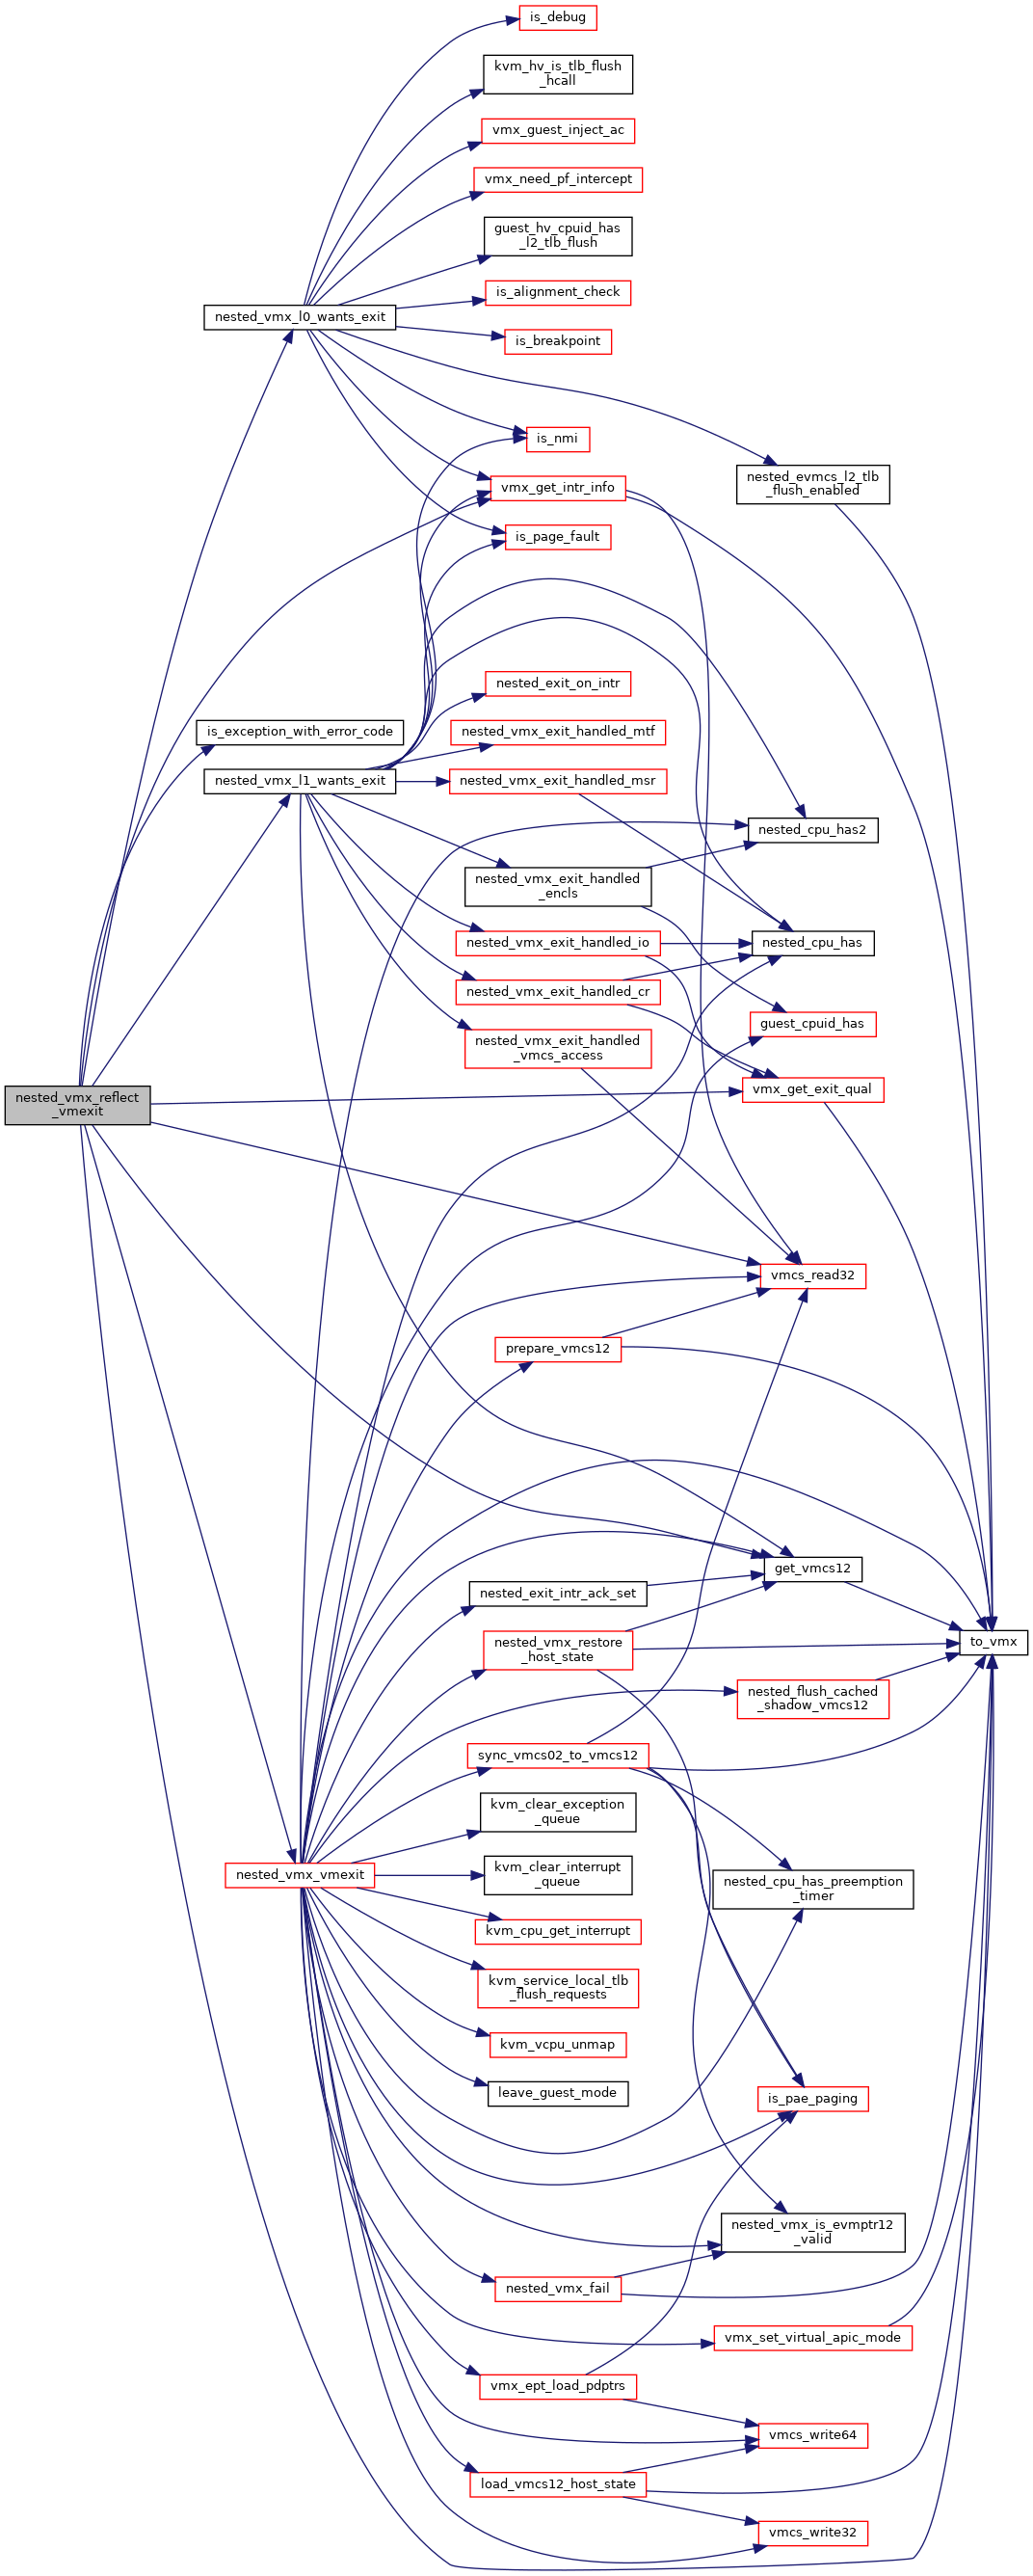 is_debug
kvm_hv_is_tlb_flush
_hcall
vmx_guest_inject_ac
vmx_need_pf_intercept
guest_hv_cpuid_has
_l2_tlb_flush
is_alignment_check
nested_vmx_l0_wants_exit
is_breakpoint
is_nmi
nested_evmcs_l2_tlb
_flush_enabled
vmx_get_intr_info
is_page_fault
nested_exit_on_intr
is_exception_with_error_code
nested_vmx_exit_handled_mtf
nested_vmx_l1_wants_exit
nested_vmx_exit_handled_msr
nested_cpu_has2
nested_vmx_exit_handled
_encls
nested_vmx_exit_handled_io
nested_cpu_has
nested_vmx_exit_handled_cr
guest_cpuid_has
nested_vmx_exit_handled
_vmcs_access
nested_vmx_reflect
_vmexit
vmx_get_exit_qual
vmcs_read32
prepare_vmcs12
get_vmcs12
nested_exit_intr_ack_set
nested_vmx_restore
_host_state
to_vmx
nested_flush_cached
_shadow_vmcs12
sync_vmcs02_to_vmcs12
kvm_clear_exception
_queue
nested_vmx_vmexit
kvm_clear_interrupt
_queue
nested_cpu_has_preemption
_timer
kvm_cpu_get_interrupt
kvm_service_local_tlb
_flush_requests
kvm_vcpu_unmap
leave_guest_mode
is_pae_paging
nested_vmx_is_evmptr12
_valid
nested_vmx_fail
vmx_set_virtual_apic_mode
vmx_ept_load_pdptrs
vmcs_write64
load_vmcs12_host_state
vmcs_write32